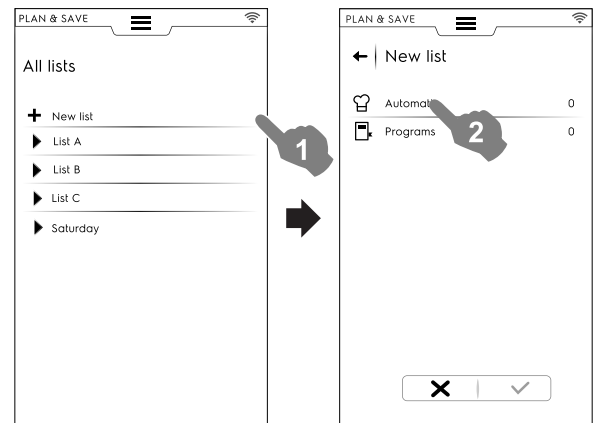 PLAN & SAVE
All lists
New list
List A
List B
List C
Saturday
1
PLAN & SAVE
New list
0
Programs 0
2